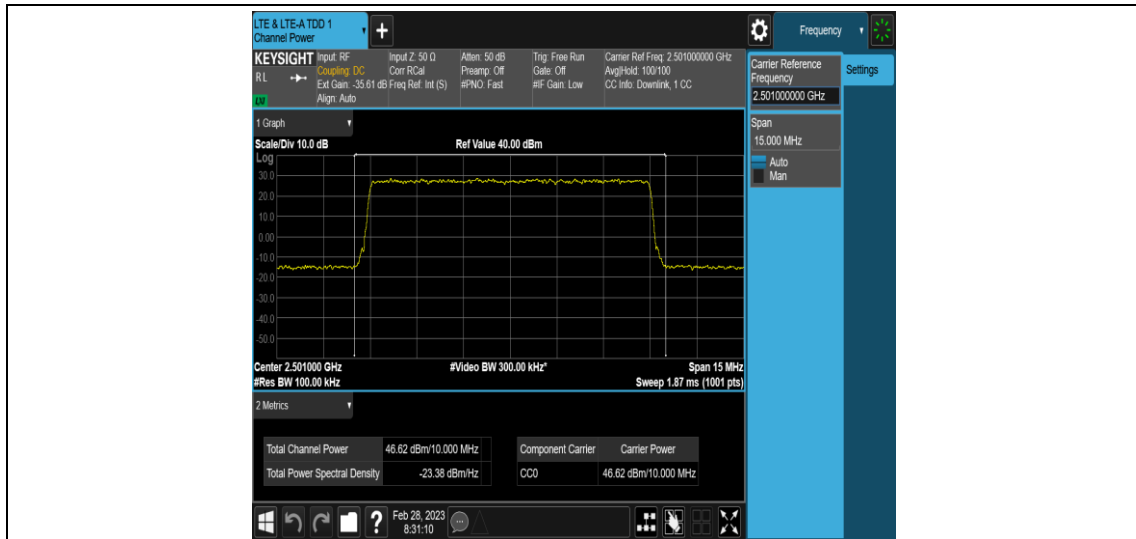 LTE & LTE-A TDD 1
Channel Power
+
Frequency
KEYSIGHT
RL
LXI
Input: RF
Coupling: DC
Ext Gain: -35.61 dB
Align: Auto
Input Z: 50 Ω
Corr RCal
Freq Ref: Int (S)
Atten: 50 dB
Preamp: Off
#PNO: Fast
Trig: Free Run
Gate: Off
#IF Gain: Low
Carrier Ref Freq: 2.501000000 GHz
Avg|Hold: 100/100
CC Info: Downlink, 1 CC
Carrier Reference
Frequency
2.501000000 GHz
Settings
Span
15.000 MHz
Auto
Man
1 Graph
Scale/Div 10.0 dB
Ref Value 40.00 dBm
Log
30.0
20.0
10.0
0.00
-10.0
-20.0
-30.0
-40.0
-50.0
Center 2.501000 GHz
#Video BW 300.00 kHz*
Span 15 MHz
#Res BW 100.00 kHz
Sweep 1.87 ms (1001 pts)
2 Metrics
Total Channel Power 46.62 dBm/10.000 MHz
Total Power Spectral Density -23.38 dBm/Hz
Component Carrier Carrier Power
CC0 46.62 dBm/10.000 MHz
?
Feb 28, 2023
8:31:10